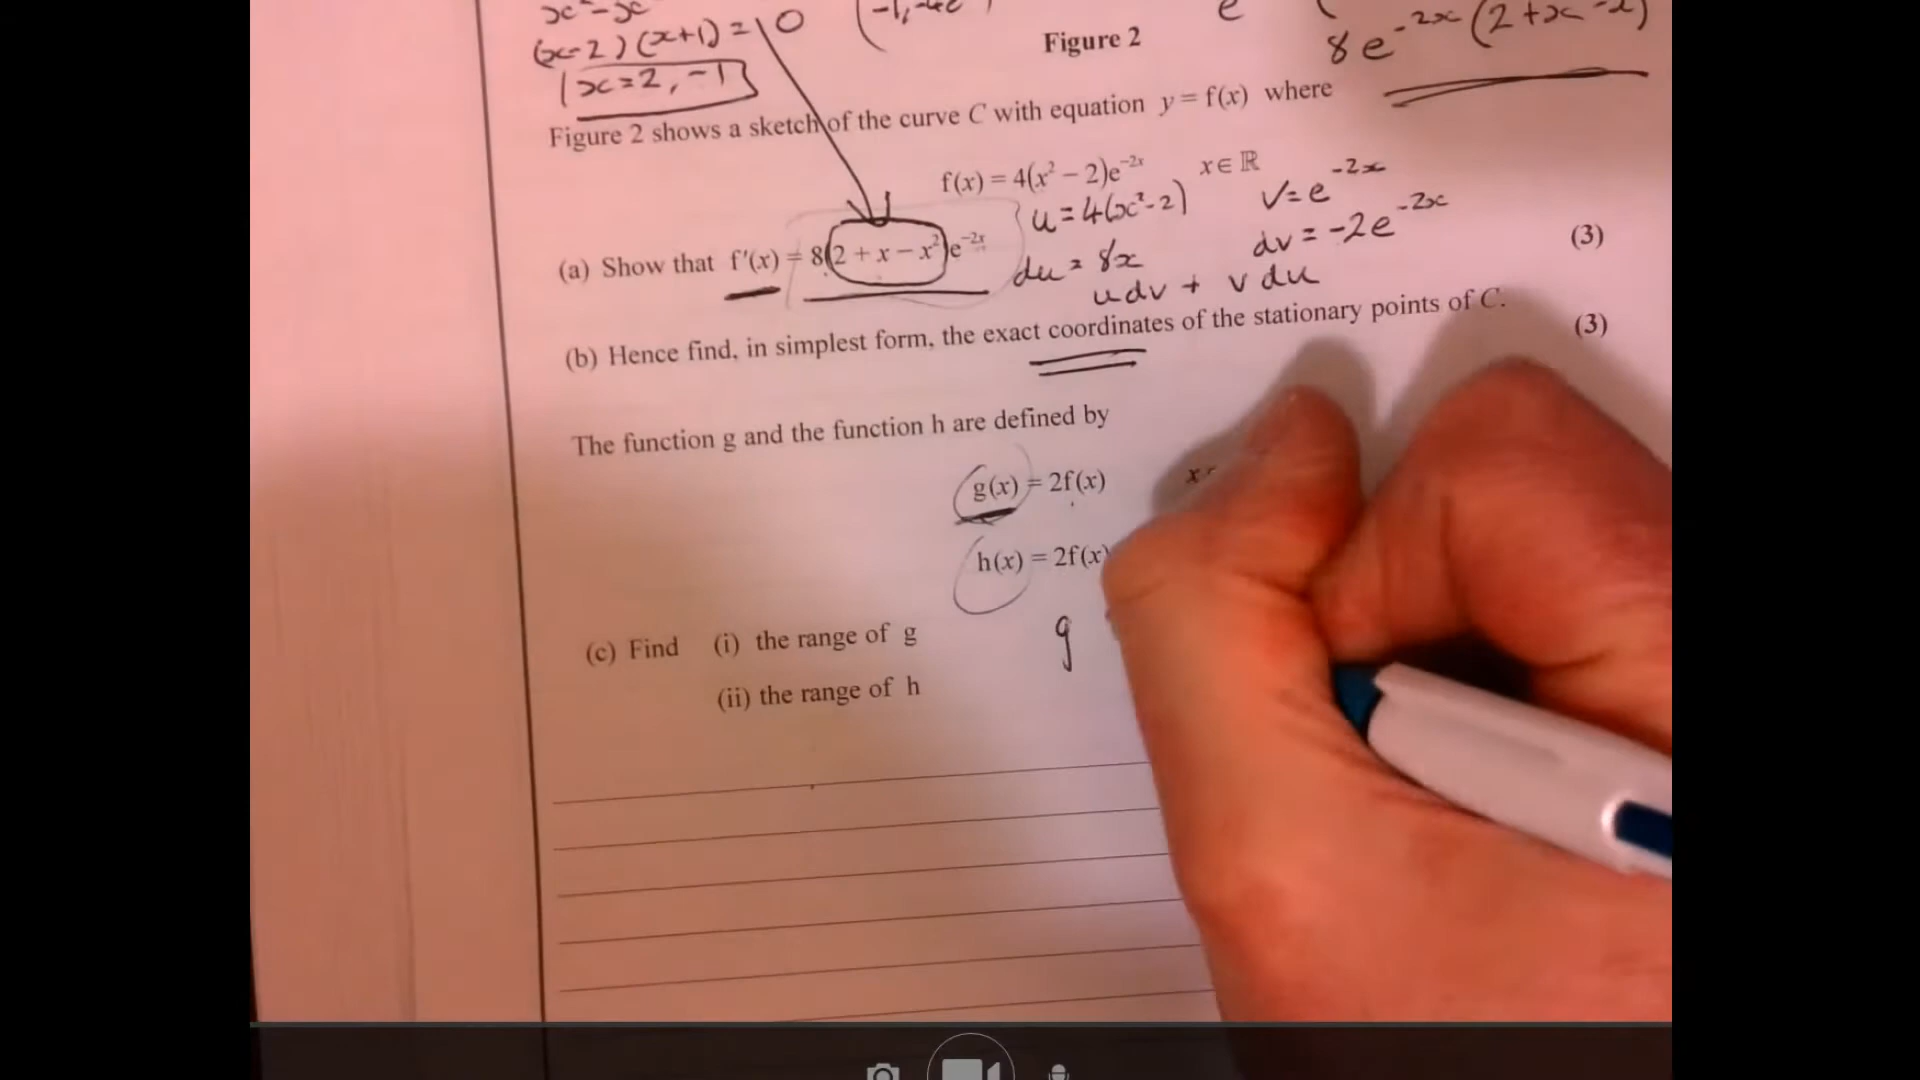 (x-2)(x+1)=0
x=2, -1
Figure 2
8e^-2x (2+x
Figure 2 shows a sketch of the curve C with equation y = f(x) where
f(x) = 4(x² − 2)e^−2x x∈ℝ
u=4(x²-2) v=e^-2x
(a) Show that f′(x) = 8(2 + x − x²)e^−2x (3)
du = 8x dv = -2e^-2x
udv + vdu
(b) Hence find, in simplest form, the exact coordinates of the stationary points of C.
(3)
The function g and the function h are defined by
g(x) = 2f(x) x
h(x) = 2f(x)
(c) Find (i) the range of g
g
(ii) the range of h